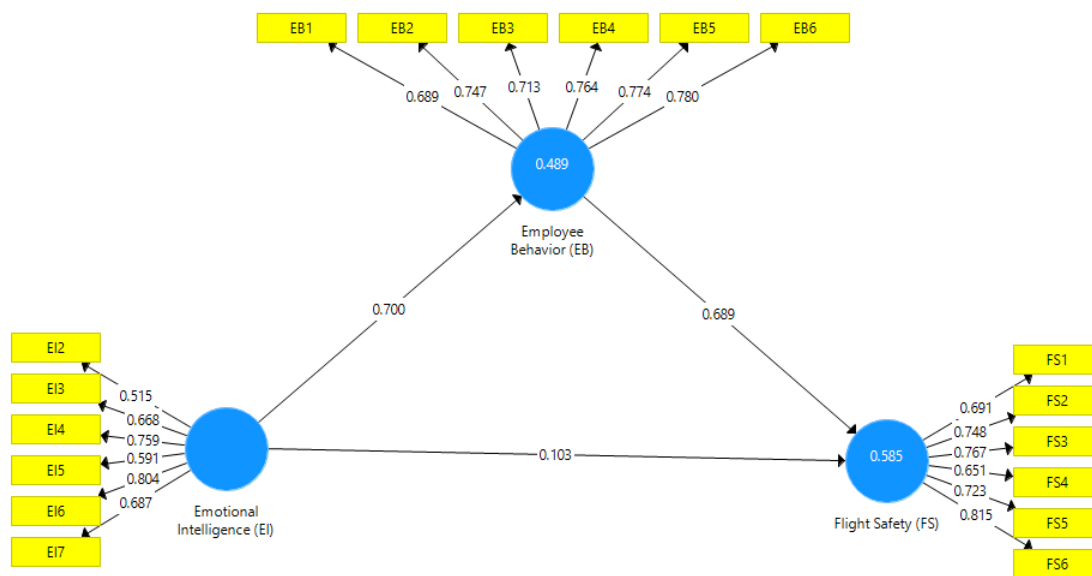 EB1
EB2
EB3
EB4
EB5
EB6
0.689
0.747
0.713
0.764
0.774
0.780
0.489
Employee
Behavior (EB)
0.700
0.689
EI2
EI3
EI4
EI5
EI6
EI7
0.515
0.668
0.759
0.591
0.804
0.687
Emotional
Intelligence (EI)
0.103
0.585
Flight Safety (FS)
0.691
0.748
0.767
0.651
0.723
0.815
FS1
FS2
FS3
FS4
FS5
FS6